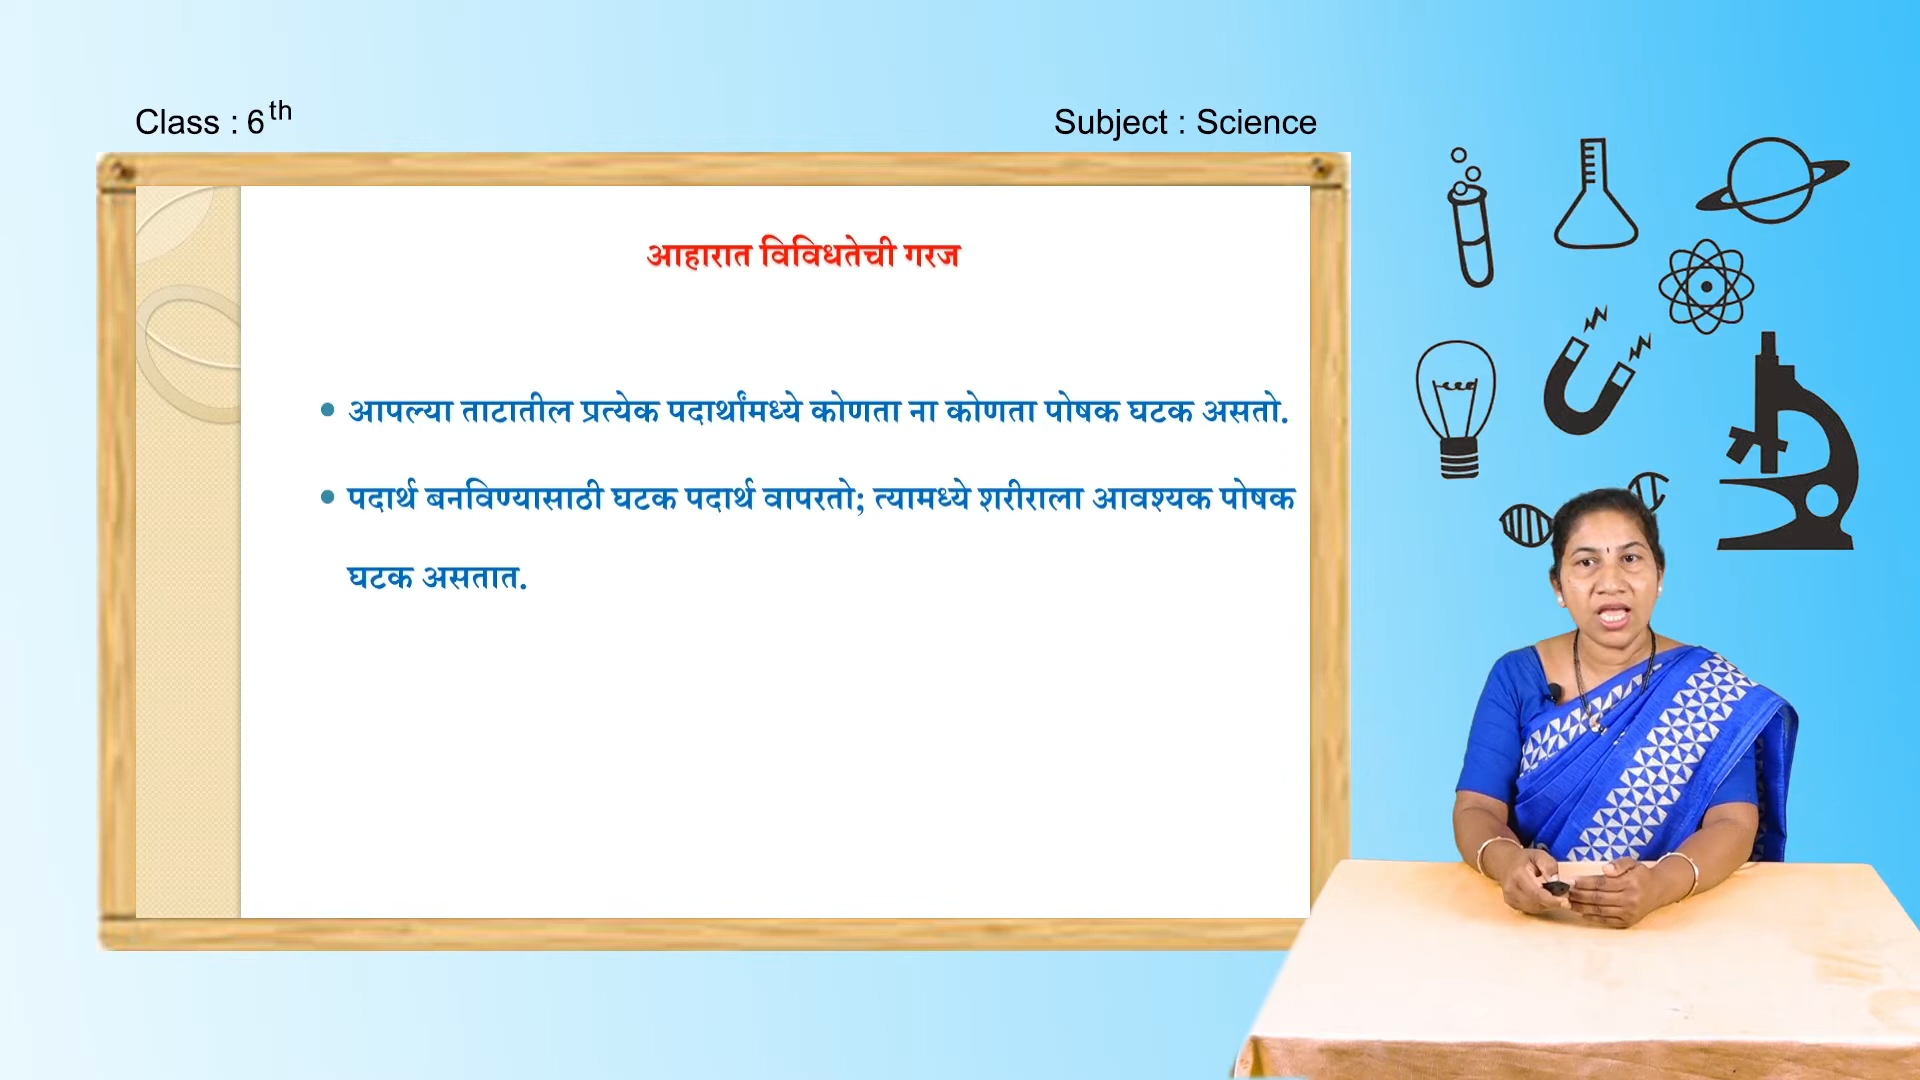 Class : 6th
Subject : Science
आहारात विविधतेची गरज
• आपल्या ताटातील प्रत्येक पदार्थांमध्ये कोणता ना कोणता पोषक घटक असतो.
• पदार्थ बनविण्यासाठी घटक पदार्थ वापरतो; त्यामध्ये शरीराला आवश्यक पोषक
घटक असतात.